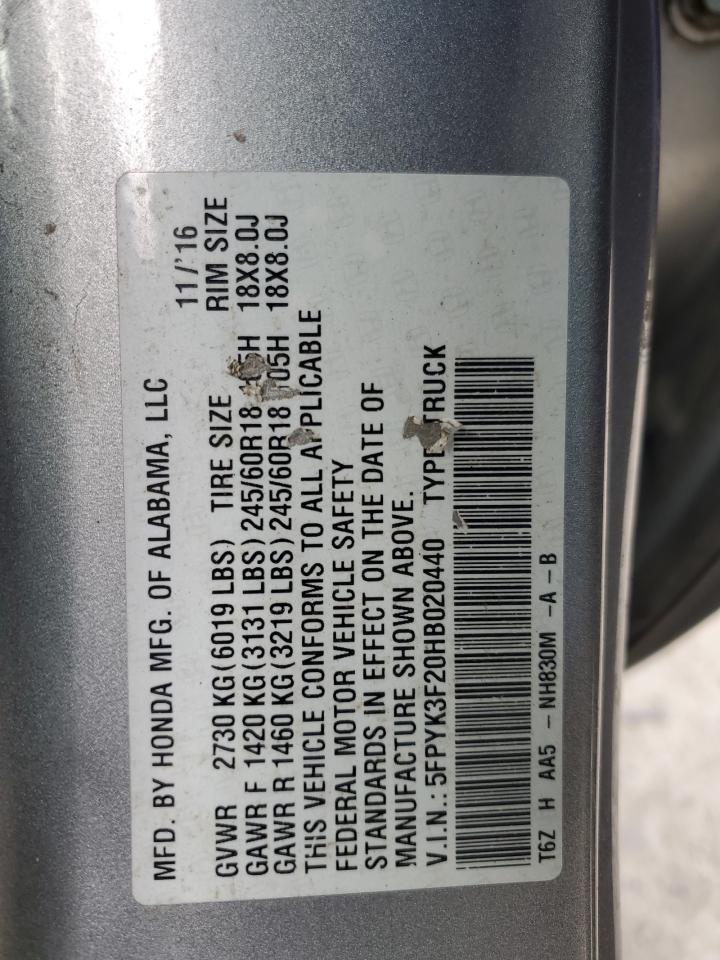 MFD. BY HONDA MFG. OF ALABAMA, LLC 11/'16
GVWR 2730 KG(6019 LBS) TIRE SIZE RIM SIZE
GAWR F 1420 KG(3131 LBS)245/60R18 105H 18X8.0J
GAWR R 1460 KG(3219 LBS)245/60R18 105H 18X8.0J
THIS VEHICLE CONFORMS TO ALL APPLICABLE
FEDERAL MOTOR VEHICLE SAFETY
STANDARDS IN EFFECT ON THE DATE OF
MANUFACTURE SHOWN ABOVE.
V.I.N.:5FPYK3F20HB020440 TYPE:TRUCK
T6Z H AA5 -NH830M -A-B